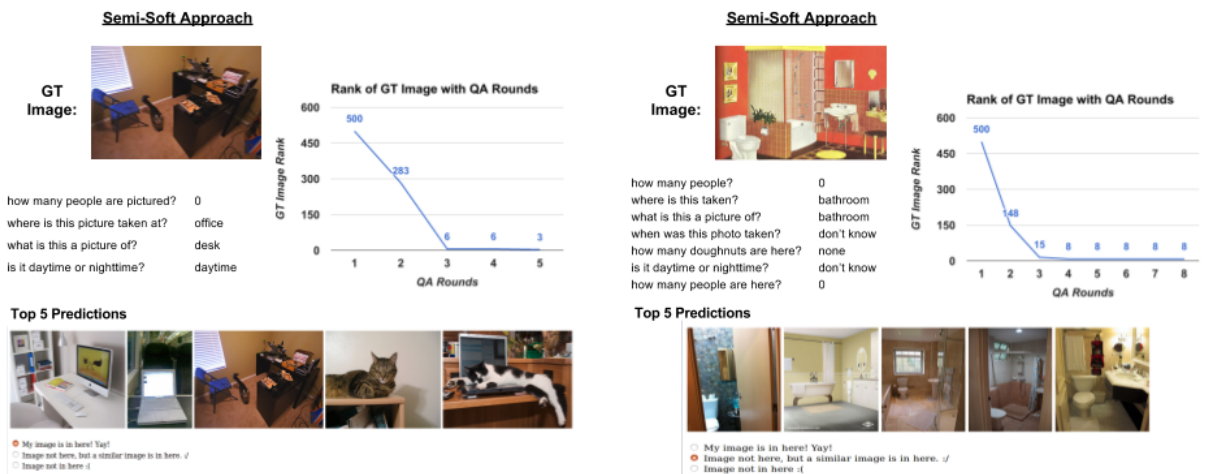 Semi-Soft Approach
GT
Image:
Rank of GT Image with QA Rounds
GT Image Rank
600
450
300
150
0
500
283
6
6
3
1 2 3 4 5
QA Rounds
how many people are pictured? 0
where is this picture taken at? office
what is this a picture of? desk
is it daytime or nighttime? daytime
Top 5 Predictions
My image is in here! Yay!
Image not here, but a similar image is in here. :/
Image not in here :(
Semi-Soft Approach
GT
Image:
Rank of GT Image with QA Rounds
GT Image Rank
600
450
300
150
0
500
148
15
8 8 8 8 8
1 2 3 4 5 6 7 8
QA Rounds
how many people? 0
where is this taken? bathroom
what is this a picture of? bathroom
when was this photo taken? don't know
how many doughnuts are here? none
is it daytime or nighttime? don't know
how many people are here? 0
Top 5 Predictions
My image is in here! Yay!
Image not here, but a similar image is in here. :/
Image not in here :(